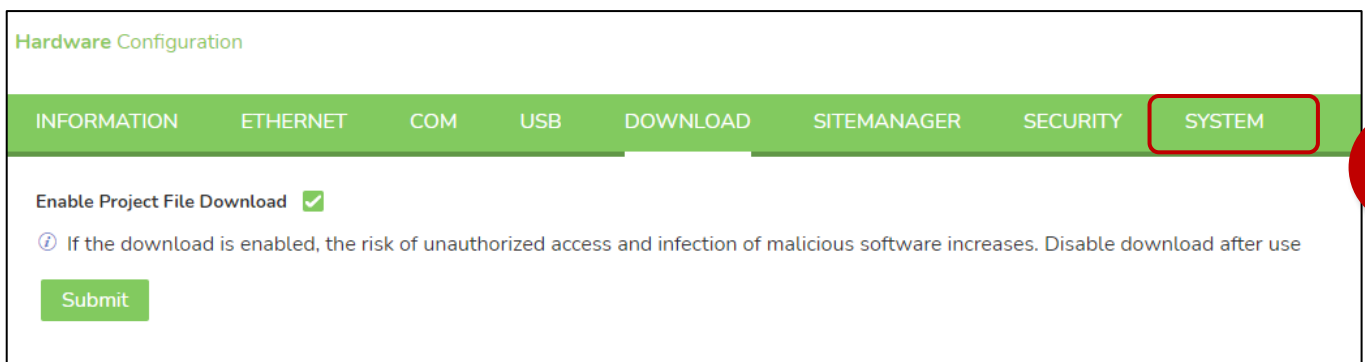 Hardware Configuration
INFORMATION ETHERNET COM USB DOWNLOAD SITEMANAGER SECURITY SYSTEM
Enable Project File Download
If the download is enabled, the risk of unauthorized access and infection of malicious software increases. Disable download after use
Submit